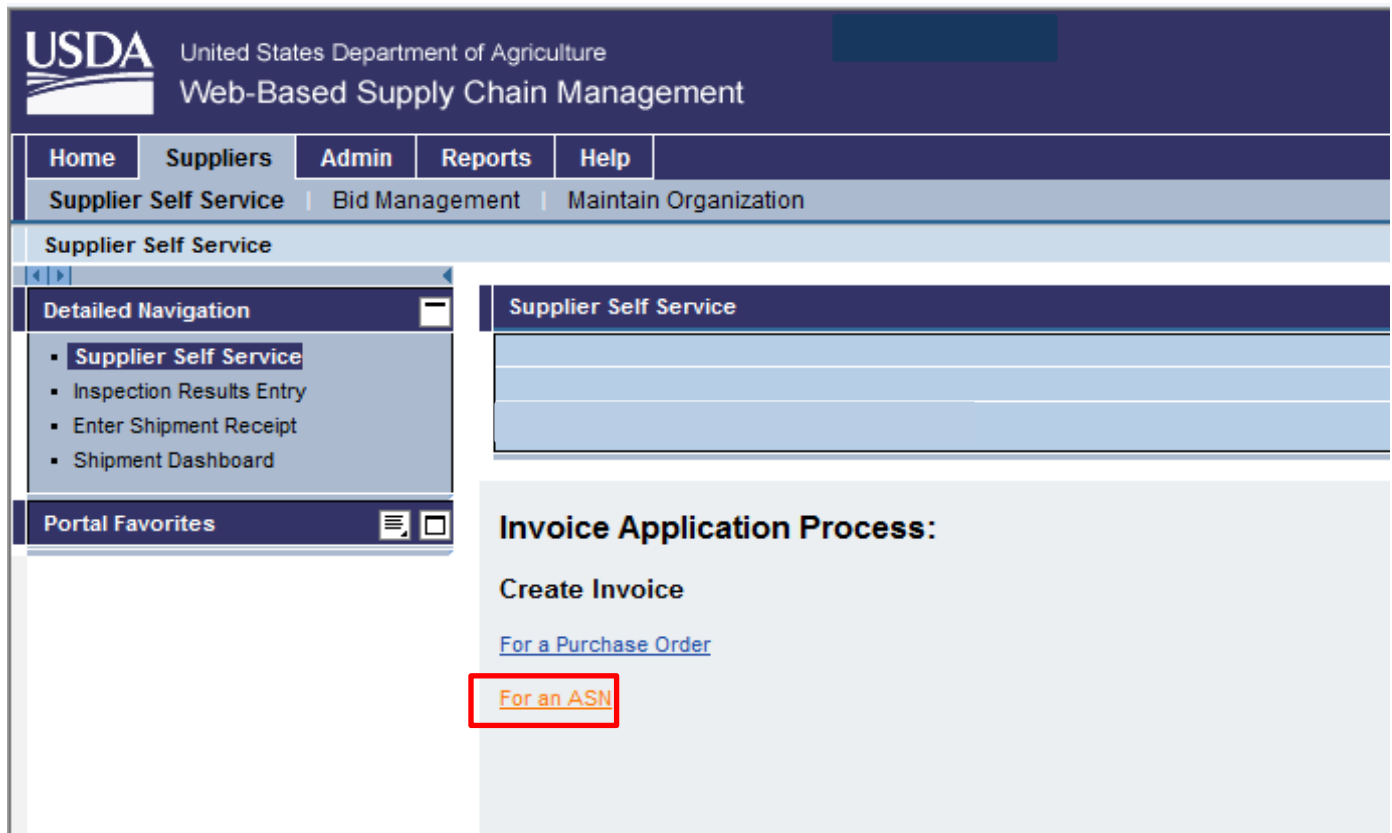 USDA
United States Department of Agriculture
Web-Based Supply Chain Management
Home Suppliers Admin Reports Help
Supplier Self Service | Bid Management | Maintain Organization
Supplier Self Service
Detailed Navigation
Supplier Self Service
Inspection Results Entry
Enter Shipment Receipt
Shipment Dashboard
Portal Favorites
Supplier Self Service
Invoice Application Process:
Create Invoice
For a Purchase Order
For an ASN